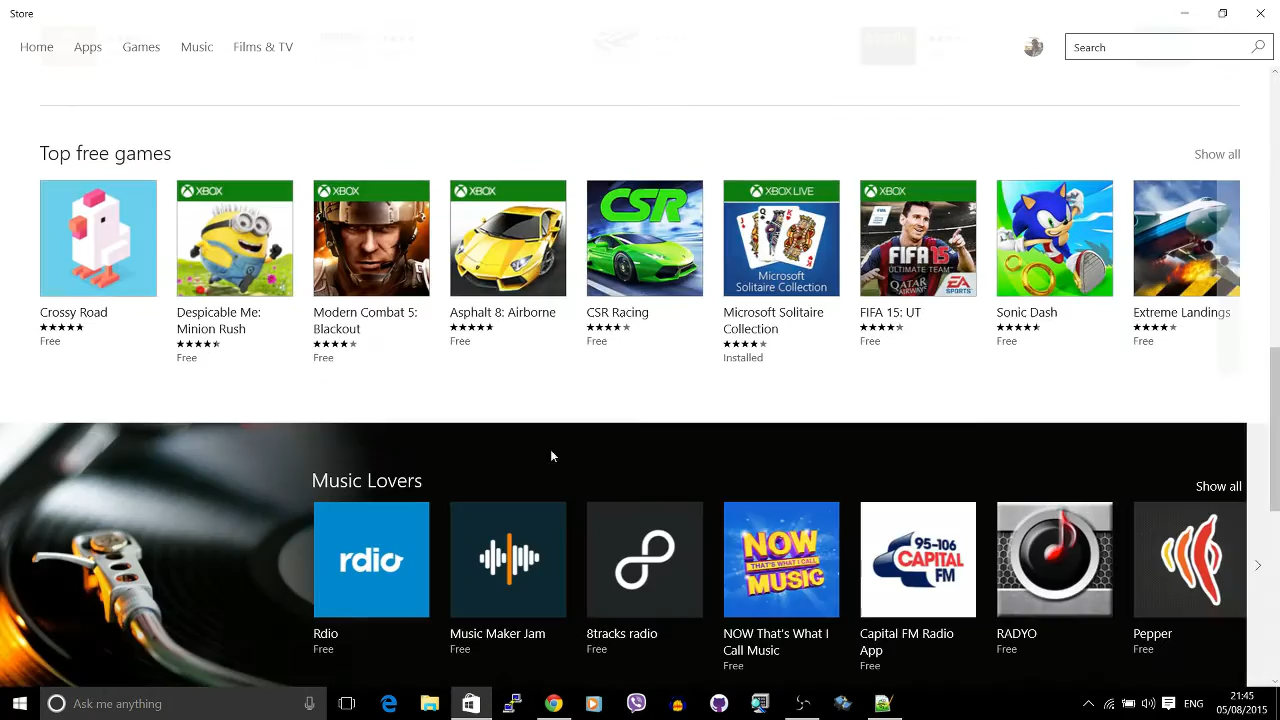 Store
Home Apps Games Music Films & TV
Search
Top free games
Show all
XBOX
XBOX
XBOX
CSR
XBOX LIVE
Microsoft
Solitaire Collection
XBOX
FIFA 15
ULTIMATE TEAM
QATAR
AIRWAYS
EA
SPORTS
Crossy Road
Free
Despicable Me:
Minion Rush
Free
Modern Combat 5:
Blackout
Free
Asphalt 8: Airborne
Free
CSR Racing
Free
Microsoft Solitaire
Collection
Installed
FIFA 15: UT
Free
Sonic Dash
Free
Extreme Landings
Free
Music Lovers
Show all
rdio
NOW
THAT'S WHAT I CALL
MUSIC
95-106
CAPITAL
FM
Rdio
Free
Music Maker Jam
Free
8tracks radio
Free
NOW That's What I
Call Music
Free
Capital FM Radio
App
Free
RADYO
Free
Pepper
Free
Ask me anything
ENG
21:45
05/08/2015